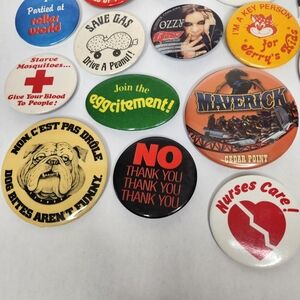 Partied at
roller
world
SAVE GAS
Drive A Peanut!
OZZY
I'M A KEY PERSON
for
Jerry's Kids
Starve
Mosquitoes...
Give Your Blood
To People!
Join the
eggcitement!
MAVERICK
CEDAR POINT
NON C'EST PAS DRÔLE
DOG BITES AREN'T FUNNY.
NO
THANK YOU
THANK YOU
THANK YOU
Nurses Care!